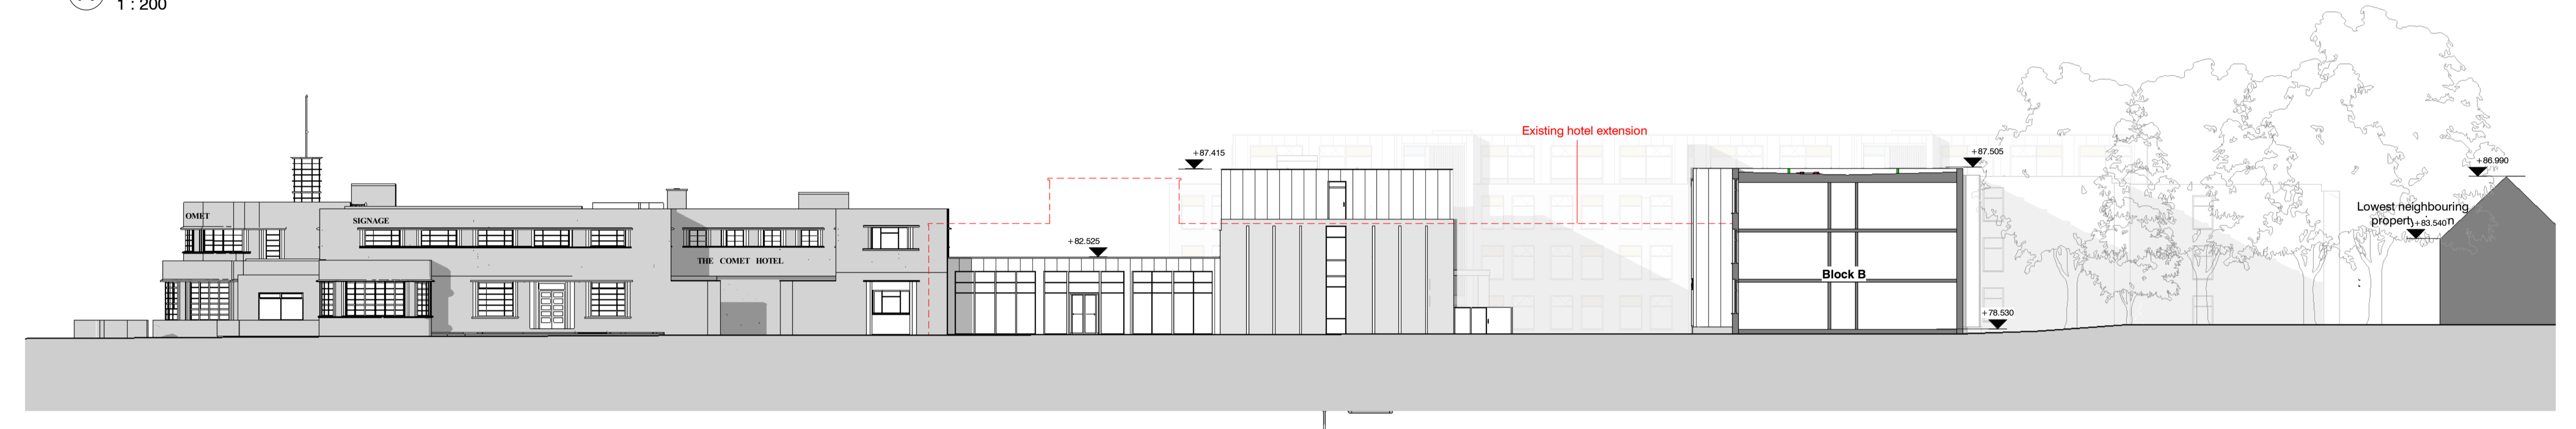 1 : 200
Existing hotel extension
+87.415
+87.505
+86.990
OMET
SIGNAGE
Lowest neighbouring
property
+83.540
n
+82.525
THE COMET HOTEL
Block B
+78.530